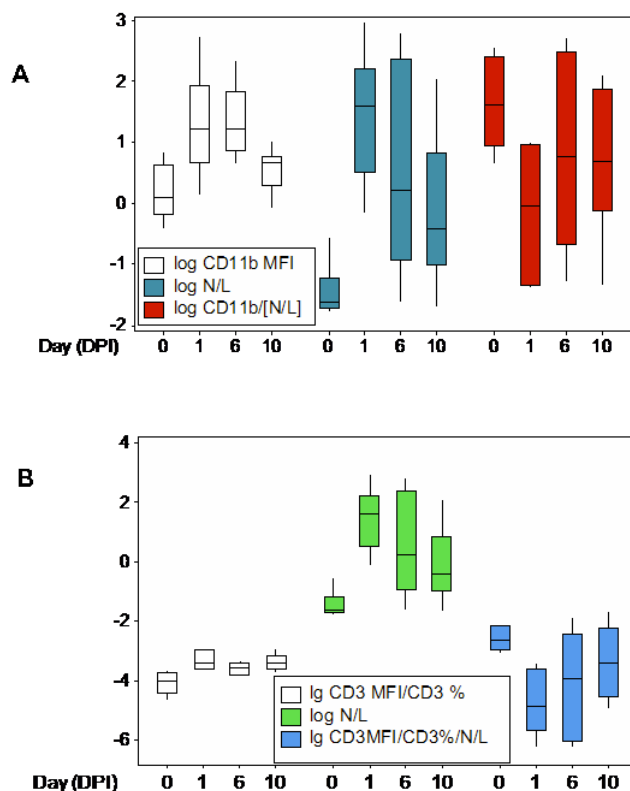 A
3
2
1
0
-1
-2
log CD11b MFI
log N/L
log CD11b/[N/L]
Day (DPI) 0 1 6 10 0 1 6 10 0 1 6 10
B
4
2
0
-2
-4
-6
lg CD3 MFI/CD3 %
log N/L
lg CD3MFI/CD3%/N/L
Day (DPI) 0 1 6 10 0 1 6 10 0 1 6 10